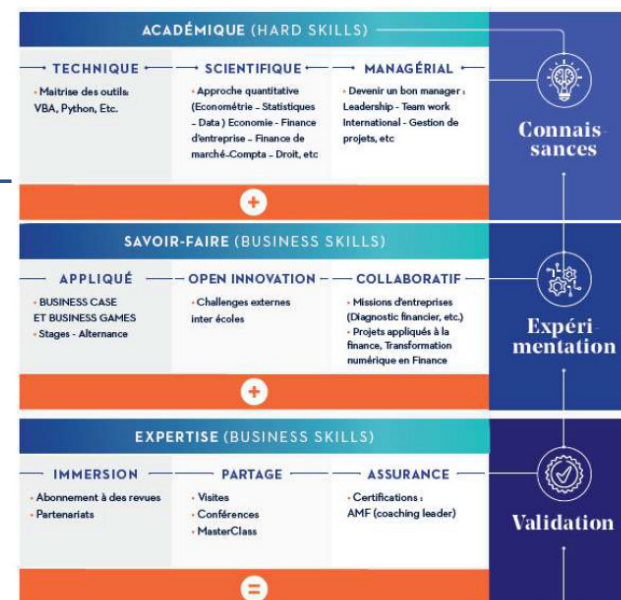 ACADÉMIQUE (HARD SKILLS)
TECHNIQUE
• Maitrise des outils:
VBA, Python, Etc.
SCIENTIFIQUE
• Approche quantitative
(Econométrie - Statistiques
- Data ) Economie - Finance
d'entreprise - Finance de
marché-Compta - Droit, etc
MANAGÉRIAL
• Devenir un bon manager :
Leadership - Team work
International - Gestion de
projets, etc
Connais-
sances
+
SAVOIR-FAIRE (BUSINESS SKILLS)
APPLIQUÉ
• BUSINESS CASE
ET BUSINESS GAMES
• Stages - Alternance
OPEN INNOVATION
• Challenges externes
inter écoles
COLLABORATIF
• Missions d'entreprises
(Diagnostic financier, etc.)
• Projets appliqués à la
finance, Transformation
numérique en Finance
Expéri-
mentation
+
EXPERTISE (BUSINESS SKILLS)
IMMERSION
• Abonnement à des revues
• Partenariats
PARTAGE
• Visites
• Conférences
• MasterClass
ASSURANCE
• Certifications :
AMF (coaching leader)
Validation
=